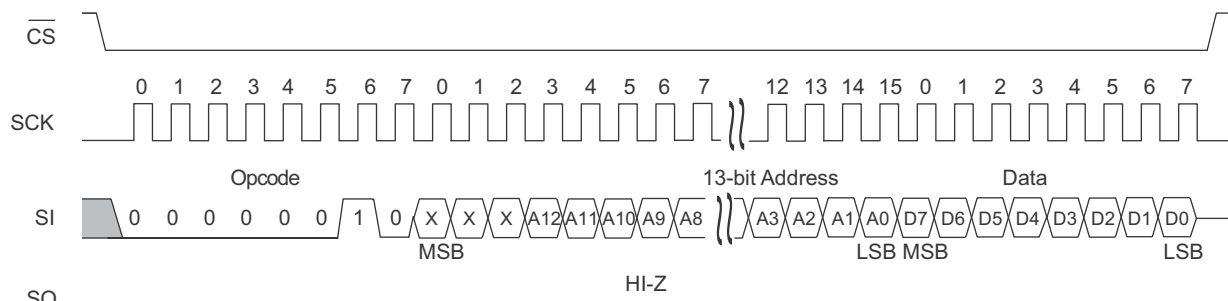 CS
0 1 2 3 4 5 6 7 0 1 2 3 4 5 6 7 12 13 14 15 0 1 2 3 4 5 6 7
SCK
Opcode 13-bit Address Data
SI 0 0 0 0 0 0 1 0 X X X A12 A11 A10 A9 A8 A3 A2 A1 A0 D7 D6 D5 D4 D3 D2 D1 D0
MSB LSB MSB LSB
HI-Z
SO